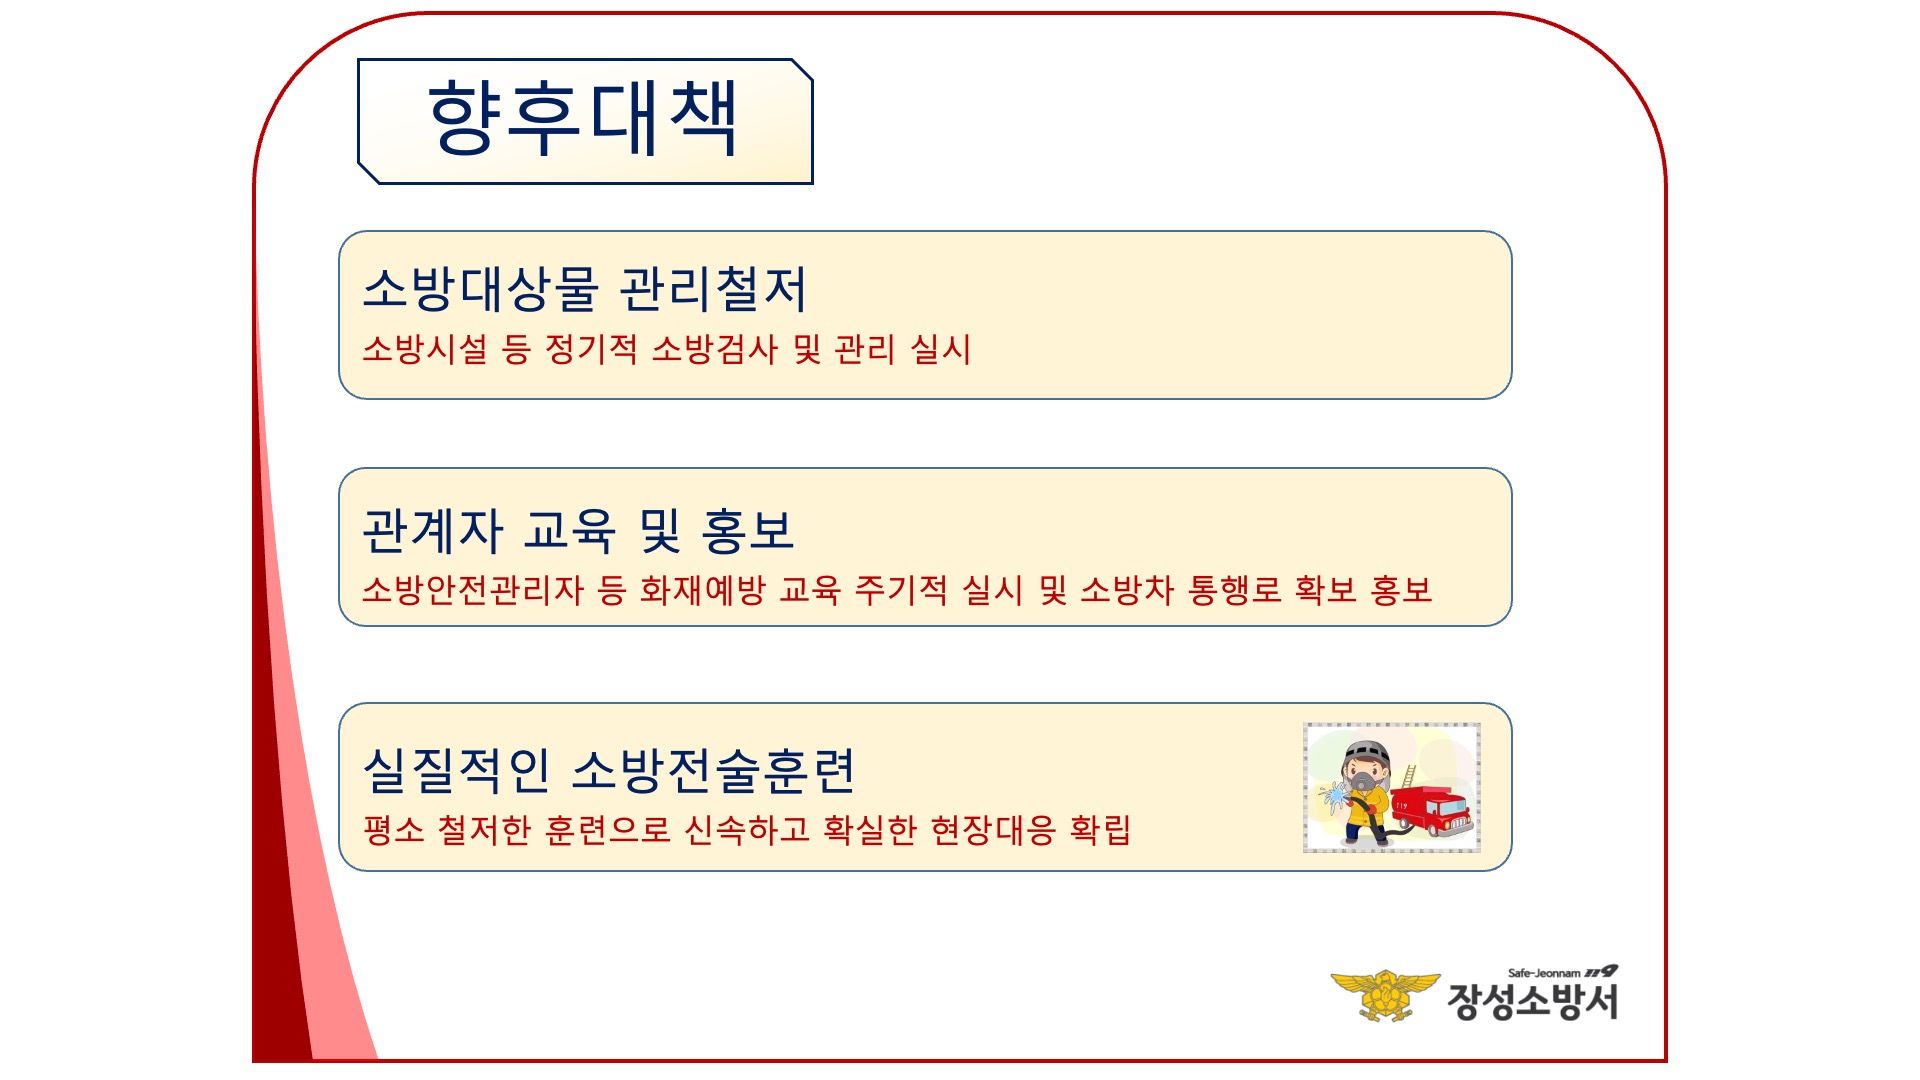 향후대책
소방대상물 관리철저
소방시설 등 정기적 소방검사 및 관리 실시
관계자 교육 및 홍보
소방안전관리자 등 화재예방 교육 주기적 실시 및 소방차 통행로 확보 홍보
실질적인 소방전술훈련
평소 철저한 훈련으로 신속하고 확실한 현장대응 확립
119
Safe-Jeonnam 119
장성소방서